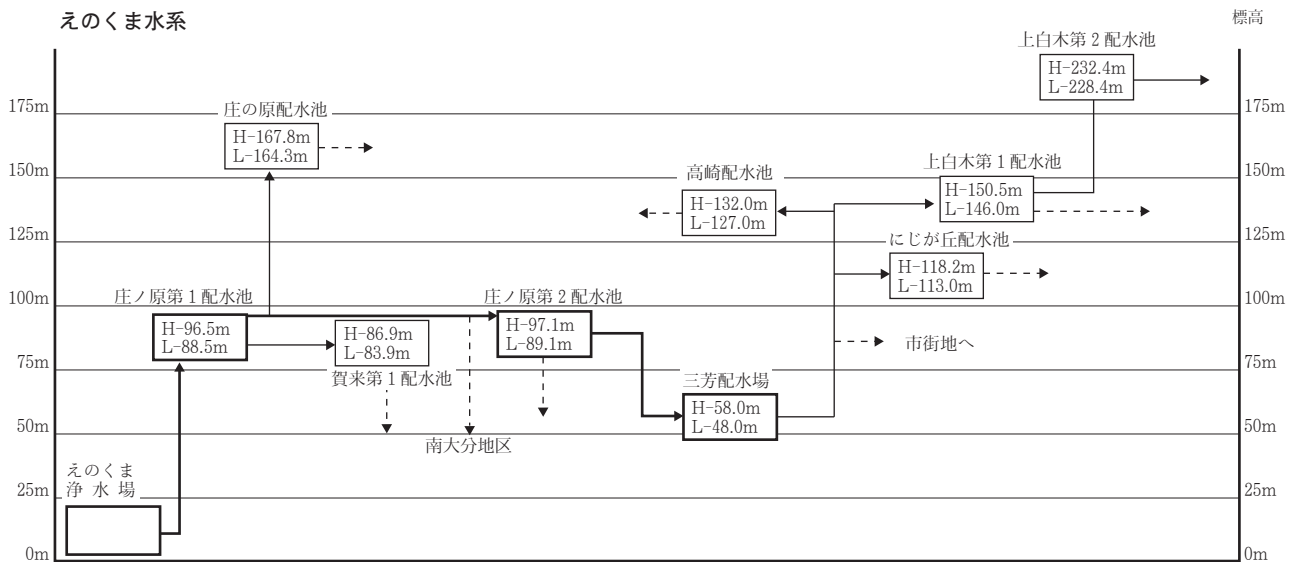 えのくま水系
標高
上白木第2配水池
H-232.4m
L-228.4m
175m
175m
庄の原配水池
H-167.8m
L-164.3m
150m
150m
高崎配水池
H-132.0m
L-127.0m
上白木第1配水池
H-150.5m
L-146.0m
125m
125m
にじが丘配水池
H-118.2m
L-113.0m
100m
100m
庄ノ原第1配水池
H-96.5m
L-88.5m
庄ノ原第2配水池
H-97.1m
L-89.1m
H-86.9m
L-83.9m
賀来第1配水池
市街地へ
75m
75m
三芳配水場
H-58.0m
L-48.0m
50m
50m
南大分地区
えのくま
浄水場
25m
25m
0m
0m